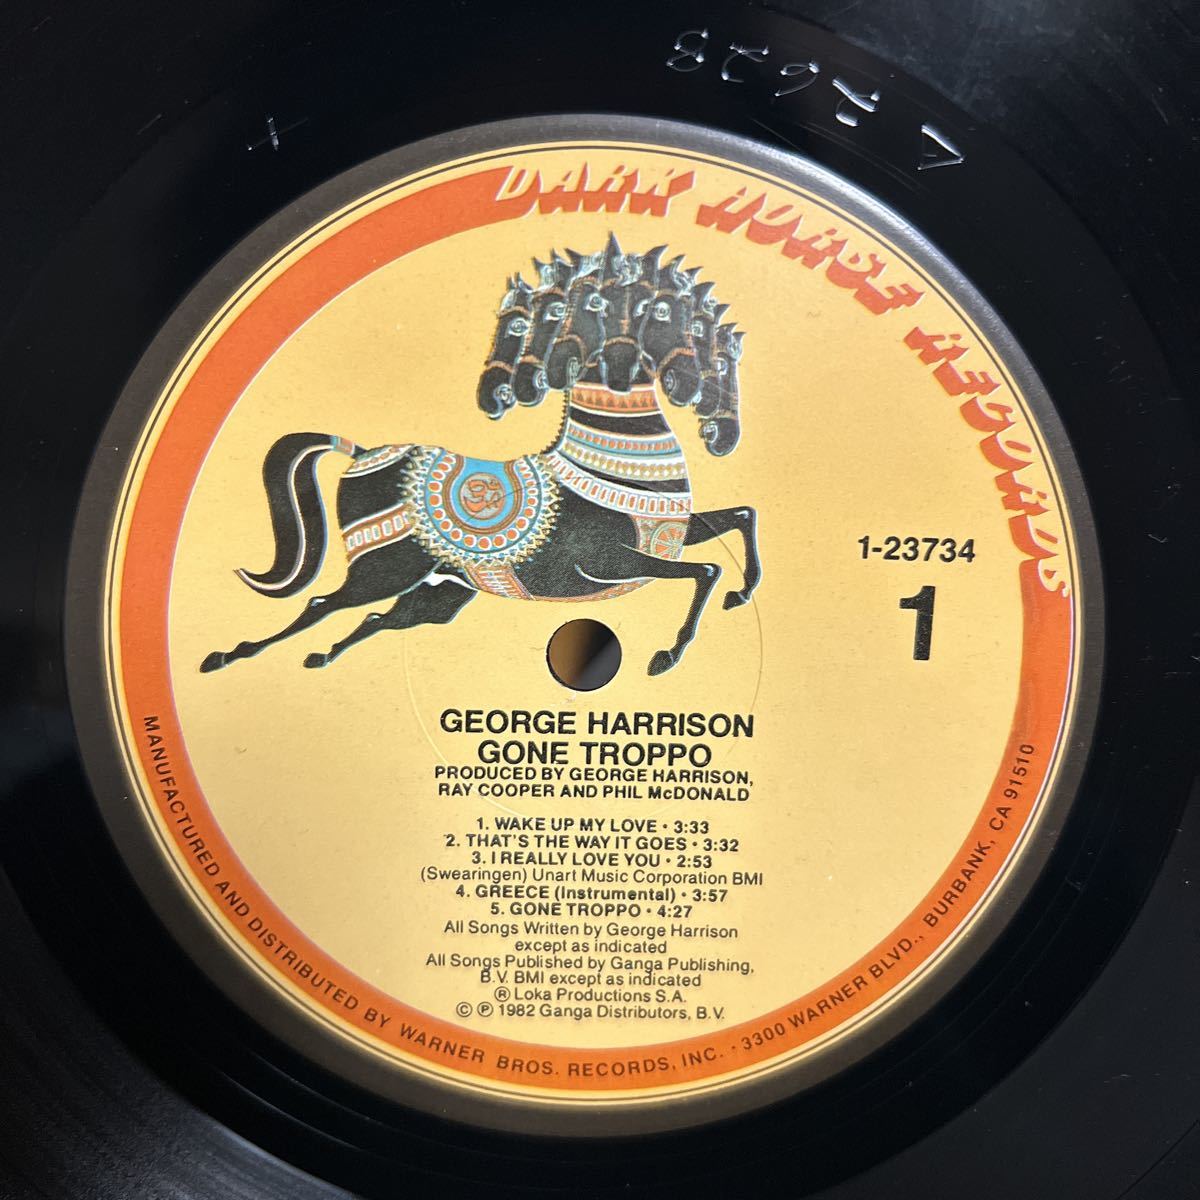 △ 2628
DARK HORSE RECORDS
1-23734
1
GEORGE HARRISON
GONE TROPPO
PRODUCED BY GEORGE HARRISON,
RAY COOPER AND PHIL McDONALD
1. WAKE UP MY LOVE • 3:33
2. THAT'S THE WAY IT GOES • 3:32
3. I REALLY LOVE YOU • 2:53
(Swearingen) Unart Music Corporation BMI
4. GREECE (Instrumental) • 3:57
5. GONE TROPPO • 4:27
All Songs Written by George Harrison
except as indicated
All Songs Published by Ganga Publishing,
B.V. BMI except as indicated
® Loka Productions S.A.
© ℗ 1982 Ganga Distributors, B.V.
MANUFACTURED AND DISTRIBUTED BY WARNER BROS. RECORDS, INC. • 3300 WARNER BLVD., BURBANK, CA 91510